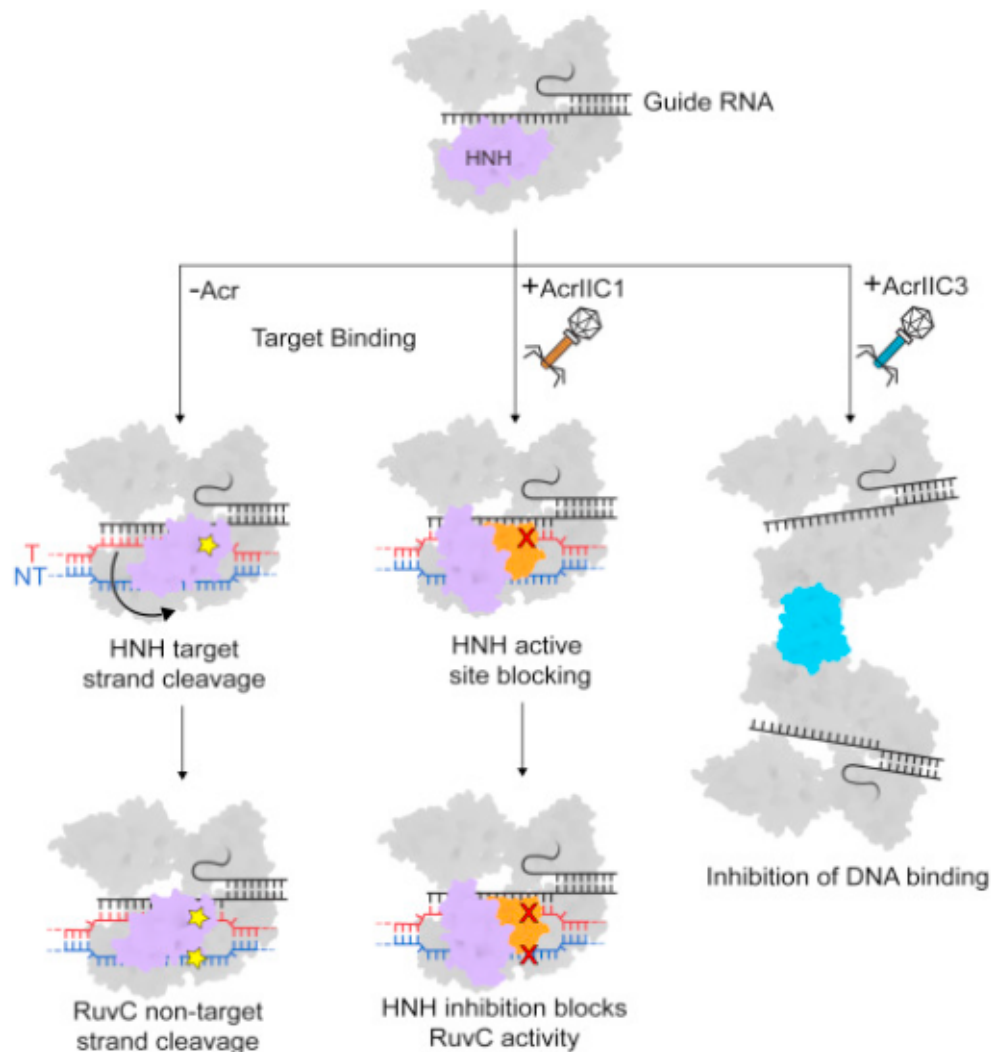 Guide RNA
HNH
-Acr
+AcrIIC1
+AcrIIC3
Target Binding
T
NT
HNH target
strand cleavage
HNH active
site blocking
Inhibition of DNA binding
RuvC non-target
strand cleavage
HNH inhibition blocks
RuvC activity